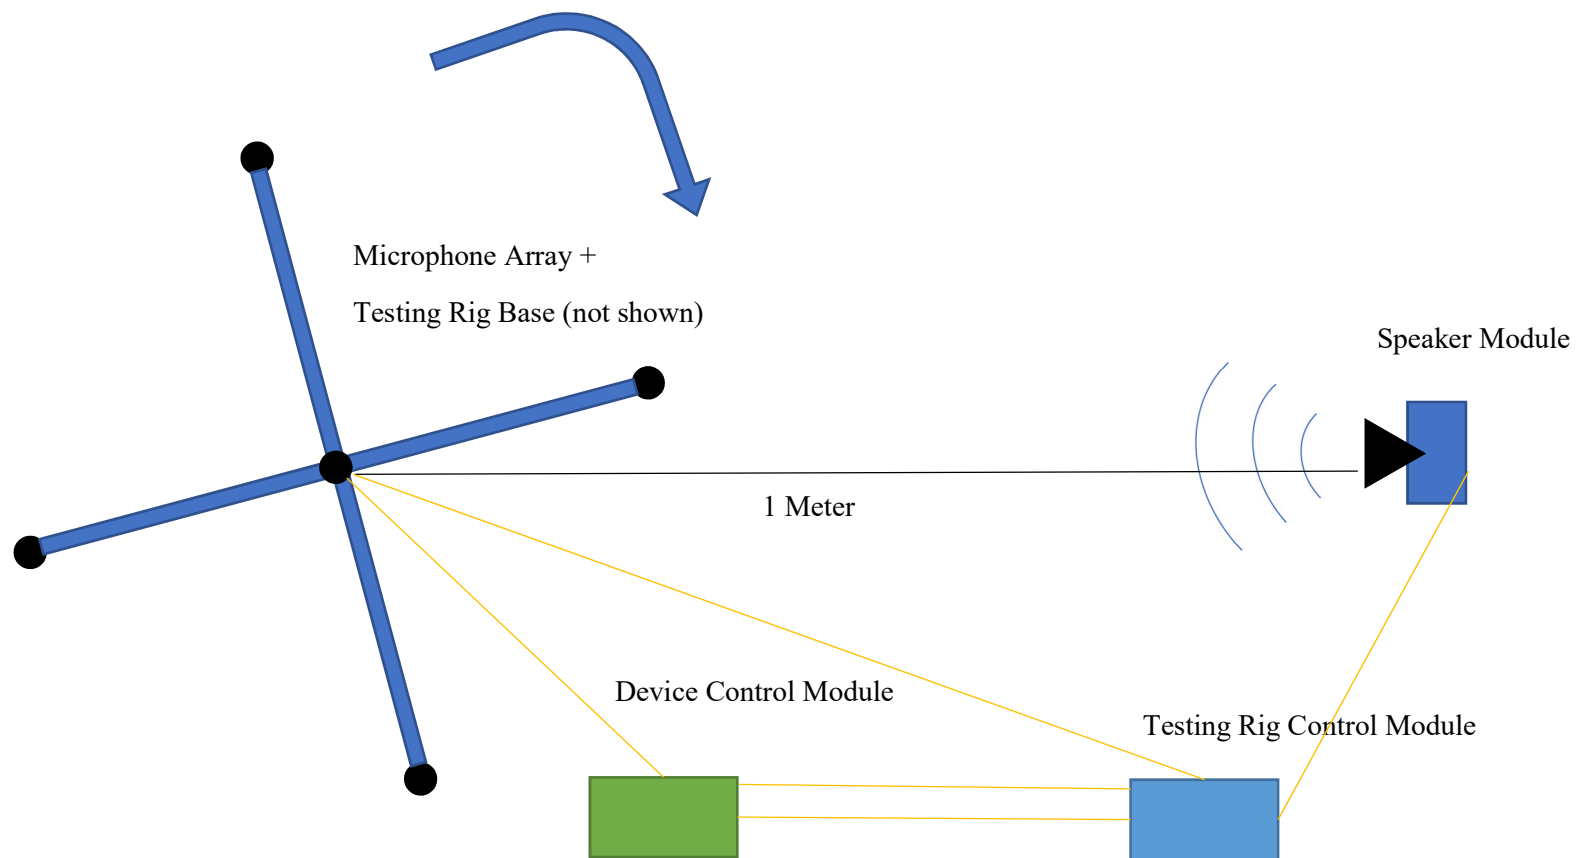 Microphone Array +
Testing Rig Base (not shown)
Speaker Module
1 Meter
Device Control Module
Testing Rig Control Module